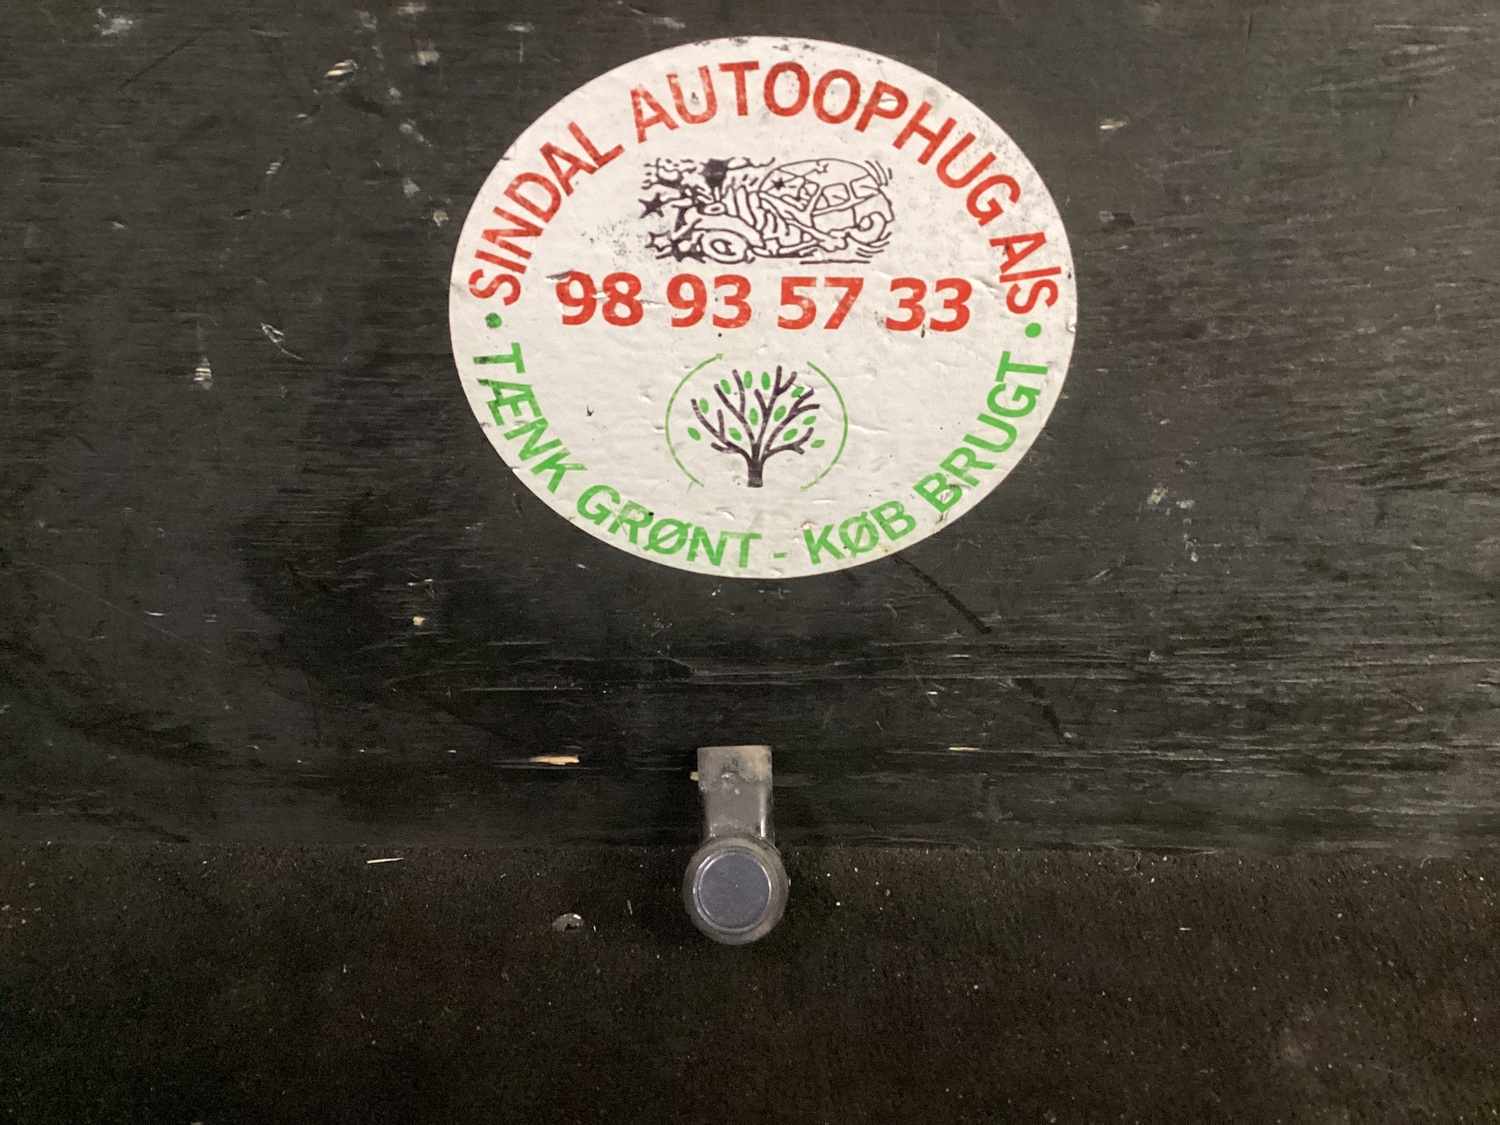 SINDAL AUTOOPHUG A/S
98 93 57 33
• TÆNK GRØNT - KØB BRUGT •